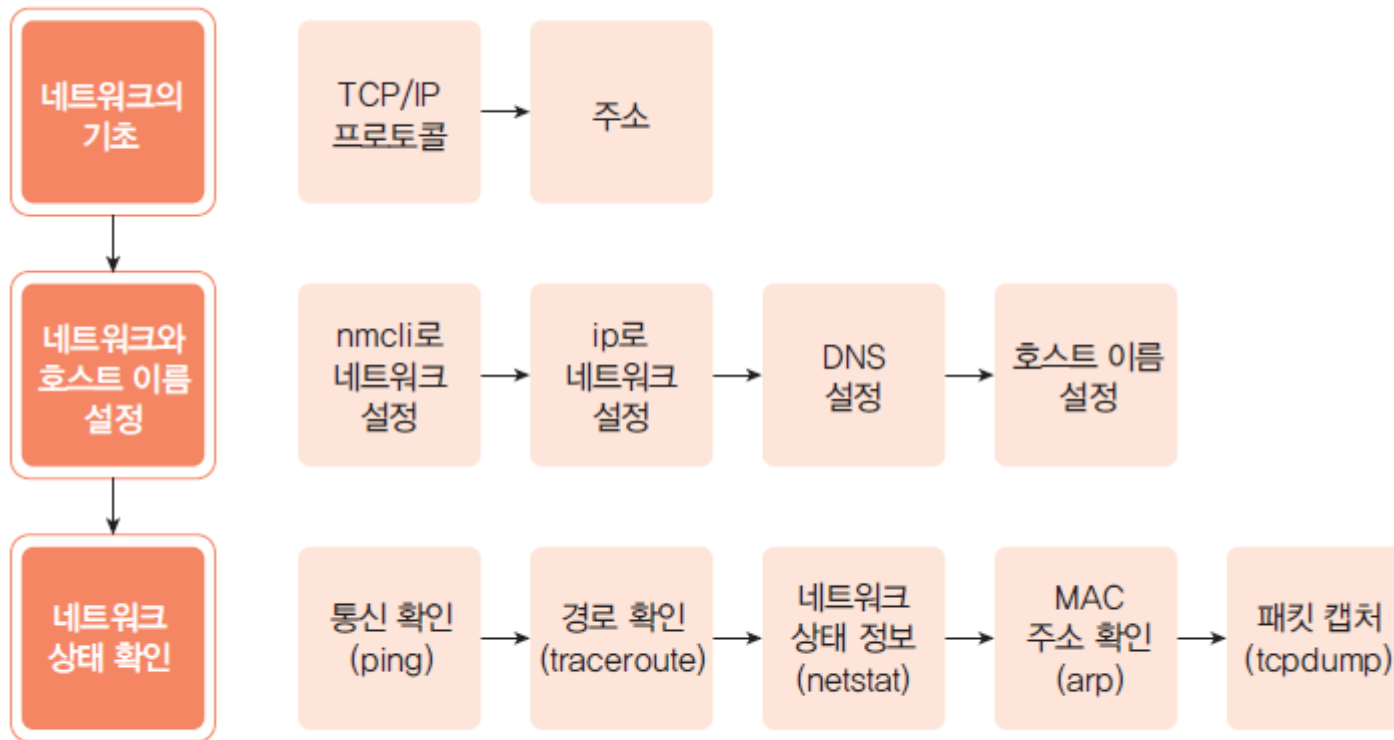 네트워크의
기초
TCP/IP
프로토콜
주소
네트워크와
호스트 이름
설정
nmcli로
네트워크
설정
ip로
네트워크
설정
DNS
설정
호스트 이름
설정
네트워크
상태 확인
통신 확인
(ping)
경로 확인
(traceroute)
네트워크
상태 정보
(netstat)
MAC
주소 확인
(arp)
패킷 캡처
(tcpdump)